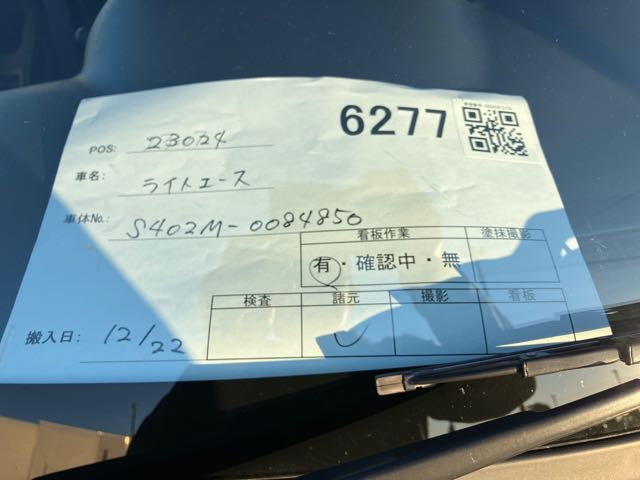 6277
POS: 23024
車名: ライトエース
車体No.: S402M-0084850
看板作業 塗抹撮影
有・確認中・無
検査 諸元 撮影 看板
搬入日: 12/22